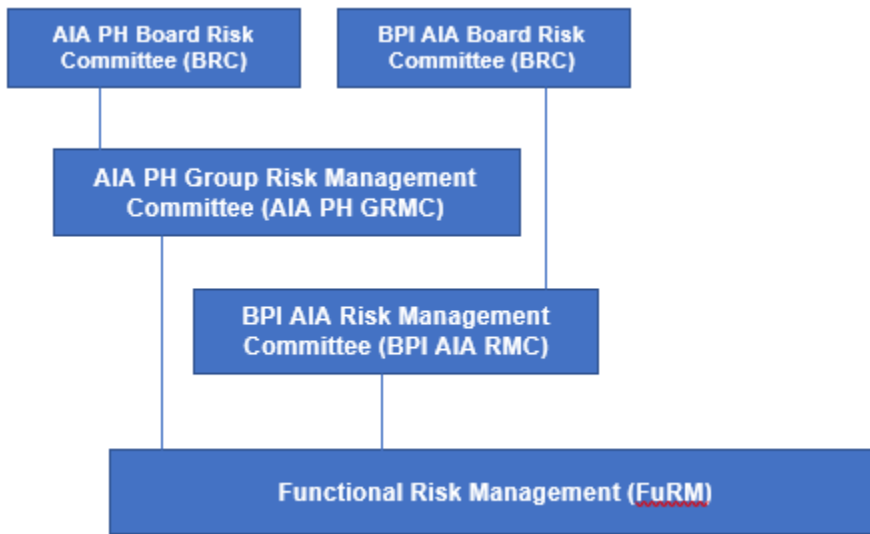 AIA PH Board Risk
Committee (BRC)
BPI AIA Board Risk
Committee (BRC)
AIA PH Group Risk Management
Committee (AIA PH GRMC)
BPI AIA Risk Management
Committee (BPI AIA RMC)
Functional Risk Management (FuRM)